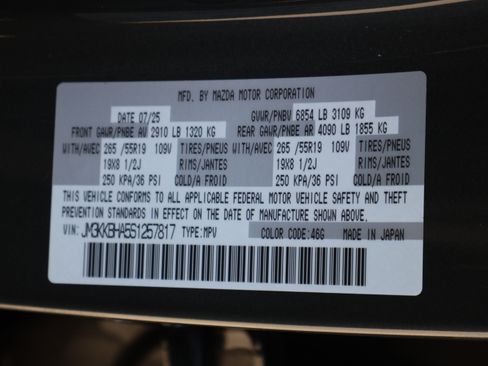 MFD. BY MAZDA MOTOR CORPORATION
DATE 07/25 GVWR/PNBV 6854 LB 3109 KG
FRONT GAWR/PNBE AV 2910 LB 1320 KG REAR GAWR/PNBE AR 4090 LB 1855 KG
WITH/AVEC 265 /55R19 109V TIRES/PNEUS WITH/AVEC 265 /55R19 109V TIRES/PNEUS
19X8 1/2J RIMS/JANTES 19X8 1/2J RIMS/JANTES
250 KPA/36 PSI COLD/A FROID 250 KPA/36 PSI COLD/A FROID
THIS VEHICLE CONFORMS TO ALL APPLICABLE FEDERAL MOTOR VEHICLE SAFETY AND THEFT
PREVENTION STANDARDS IN EFFECT ON THE DATE OF MANUFACTURE SHOWN ABOVE.
VIN: JM3KKBHA5S1257817 TYPE:MPV COLOR CODE:46G MADE IN JAPAN